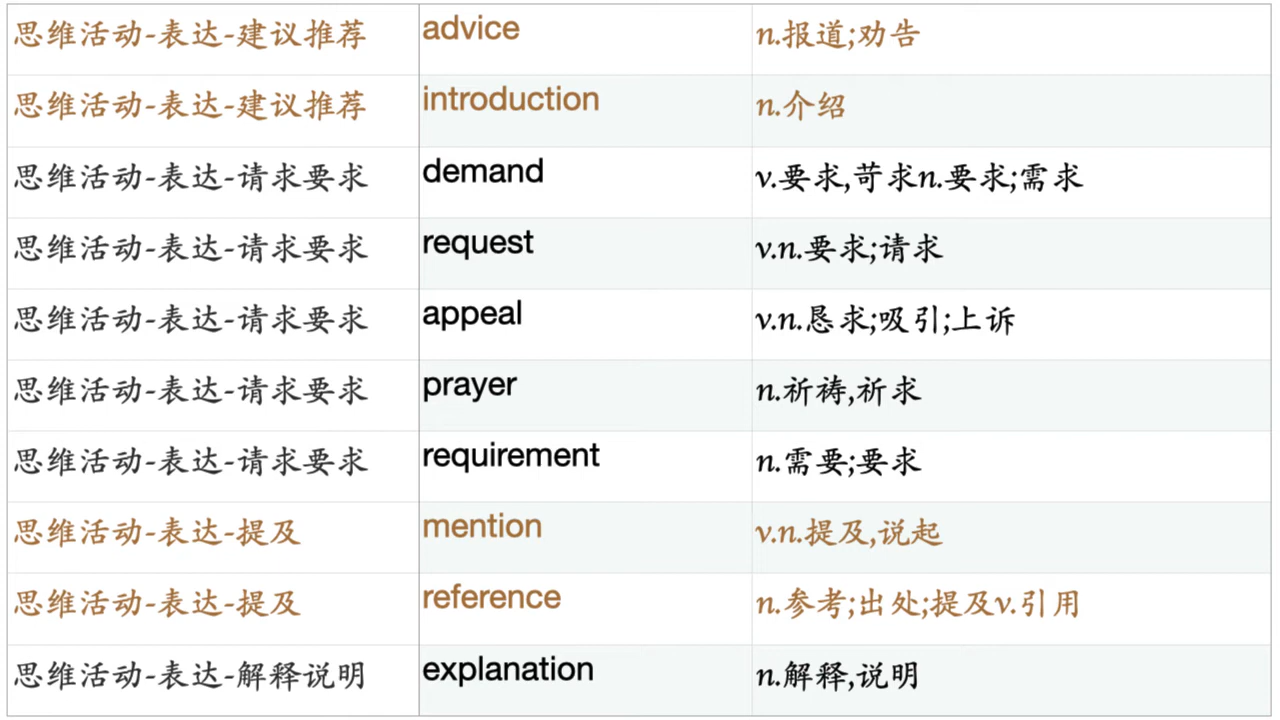 思维活动-表达-建议推荐 advice n.报道;劝告
思维活动-表达-建议推荐 introduction n.介绍
思维活动-表达-请求要求 demand v.要求,苛求n.要求;需求
思维活动-表达-请求要求 request v.n.要求;请求
思维活动-表达-请求要求 appeal v.n.恳求;吸引;上诉
思维活动-表达-请求要求 prayer n.祈祷,祈求
思维活动-表达-请求要求 requirement n.需要;要求
思维活动-表达-提及 mention v.n.提及,说起
思维活动-表达-提及 reference n.参考;出处;提及v.引用
思维活动-表达-解释说明 explanation n.解释,说明